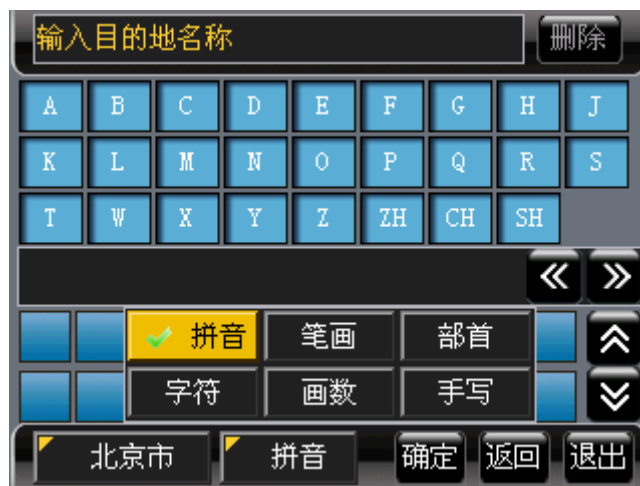 输入目的地名称 删除
A B C D E F G H J
K L M N O P Q R S
T W X Y Z ZH CH SH
拼音 笔画 部首
字符 画数 手写
北京市 拼音 确定 返回 退出